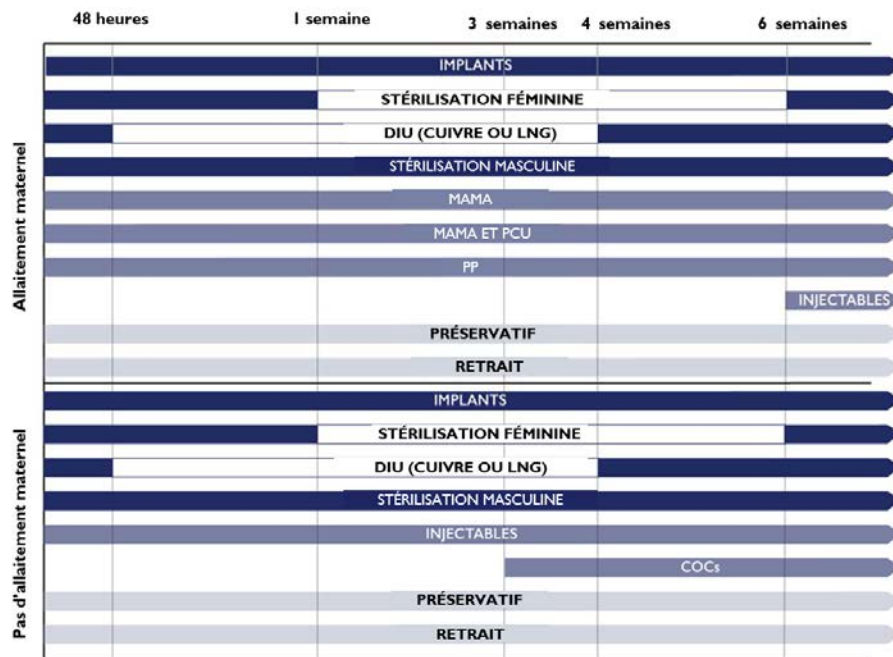 48 heures 1 semaine 3 semaines 4 semaines 6 semaines
Allaitement maternel
IMPLANTS
STÉRILISATION FÉMININE
DIU (CUIVRE OU LNG)
STÉRILISATION MASCULINE
MAMA
MAMA ET PCU
PP
INJECTABLES
PRÉSERVATIF
RETRAIT
Pas d'allaitement maternel
IMPLANTS
STÉRILISATION FÉMININE
DIU (CUIVRE OU LNG)
STÉRILISATION MASCULINE
INJECTABLES
COCs
PRÉSERVATIF
RETRAIT